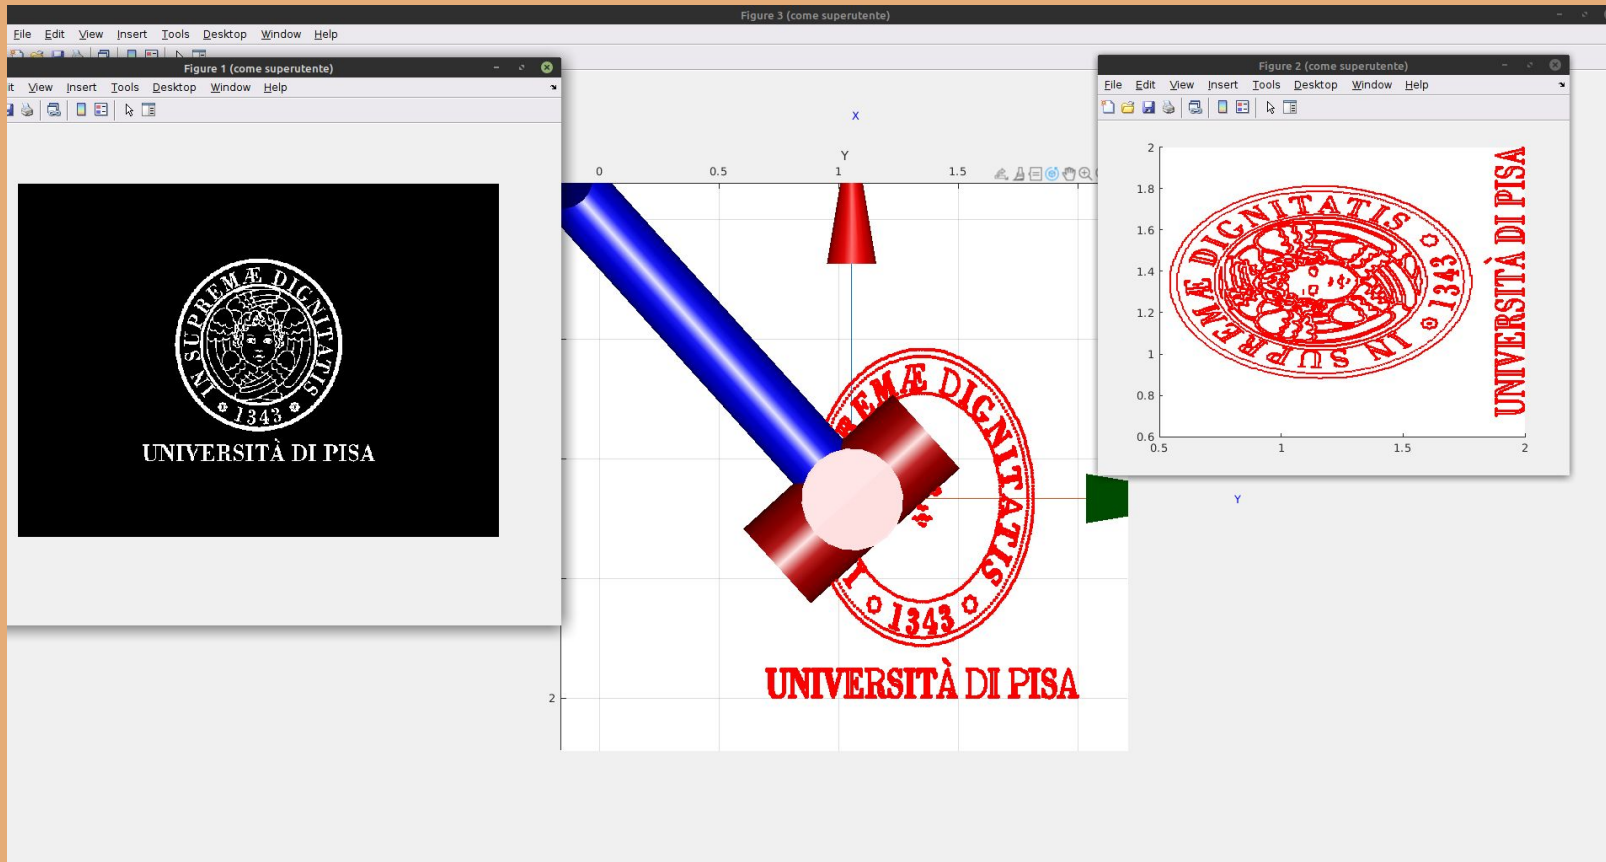 Figure 3 (come superutente)
File Edit View Insert Tools Desktop Window Help
Figure 1 (come superutente)
it View Insert Tools Desktop Window Help
IN SUPREMÆ DIGNITATIS
1343
UNIVERSITÀ DI PISA
X
Y
0 0.5 1 1.5
2
EMÆ DIGNITATIS
I
1343
UNIVERSITÀ DI PISA
Y
Figure 2 (come superutente)
File Edit View Insert Tools Desktop Window Help
2
1.8
1.6
1.4
1.2
1
0.8
0.6
0.5 1 1.5 2
IN SUPREMÆ DIGNITATIS
1343
UNIVERSITÀ DI PISA